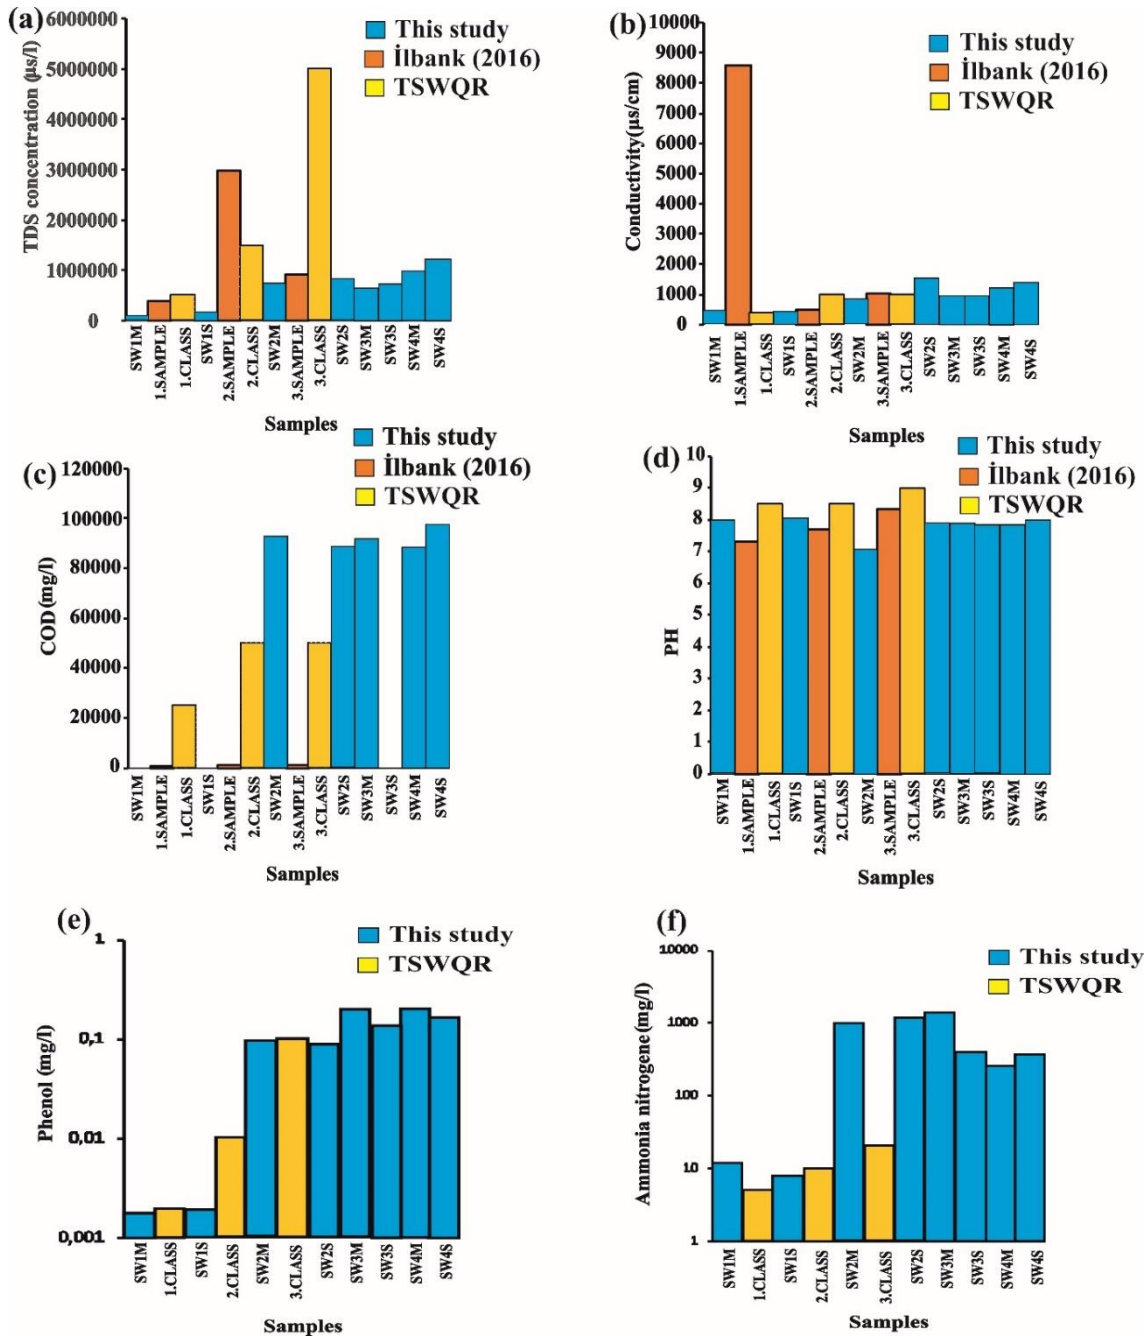 (a)
TDS concentration (μs/l)
6000000
5000000
4000000
3000000
2000000
1000000
0
This study
İlbank (2016)
TSWQR
SW1M
1.SAMPLE
1.CLASS
SW1S
2.SAMPLE
2.CLASS
SW2M
3.SAMPLE
3.CLASS
SW2S
SW3M
SW3S
SW4M
SW4S
Samples
(b)
Conductivity(μs/cm)
10000
9000
8000
7000
6000
5000
4000
3000
2000
1000
0
This study
İlbank (2016)
TSWQR
SW1M
1.SAMPLE
1.CLASS
SW1S
2.SAMPLE
2.CLASS
SW2M
3.SAMPLE
3.CLASS
SW2S
SW3M
SW3S
SW4M
SW4S
Samples
(c)
COD (mg/l)
120000
100000
80000
60000
40000
20000
0
This study
İlbank (2016)
TSWQR
SW1M
1.SAMPLE
1.CLASS
SW1S
2.SAMPLE
2.CLASS
SW2M
3.SAMPLE
3.CLASS
SW2S
SW3M
SW3S
SW4M
SW4S
Samples
(d)
PH
10
9
8
7
6
5
4
3
2
1
0
This study
İlbank (2016)
TSWQR
SW1M
1.SAMPLE
1.CLASS
SW1S
2.SAMPLE
2.CLASS
SW2M
3.SAMPLE
3.CLASS
SW2S
SW3M
SW3S
SW4M
SW4S
Samples
(e)
Phenol (mg/l)
1
0,1
0,01
0,001
This study
TSWQR
SW1M
1.CLASS
SW1S
2.CLASS
SW2M
3.CLASS
SW2S
SW3M
SW3S
SW4M
SW4S
Samples
(f)
Ammonia nitrogene (mg/l)
10000
1000
100
10
1
This study
TSWQR
SW1M
1.CLASS
SW1S
2.CLASS
SW2M
3.CLASS
SW2S
SW3M
SW3S
SW4M
SW4S
Samples